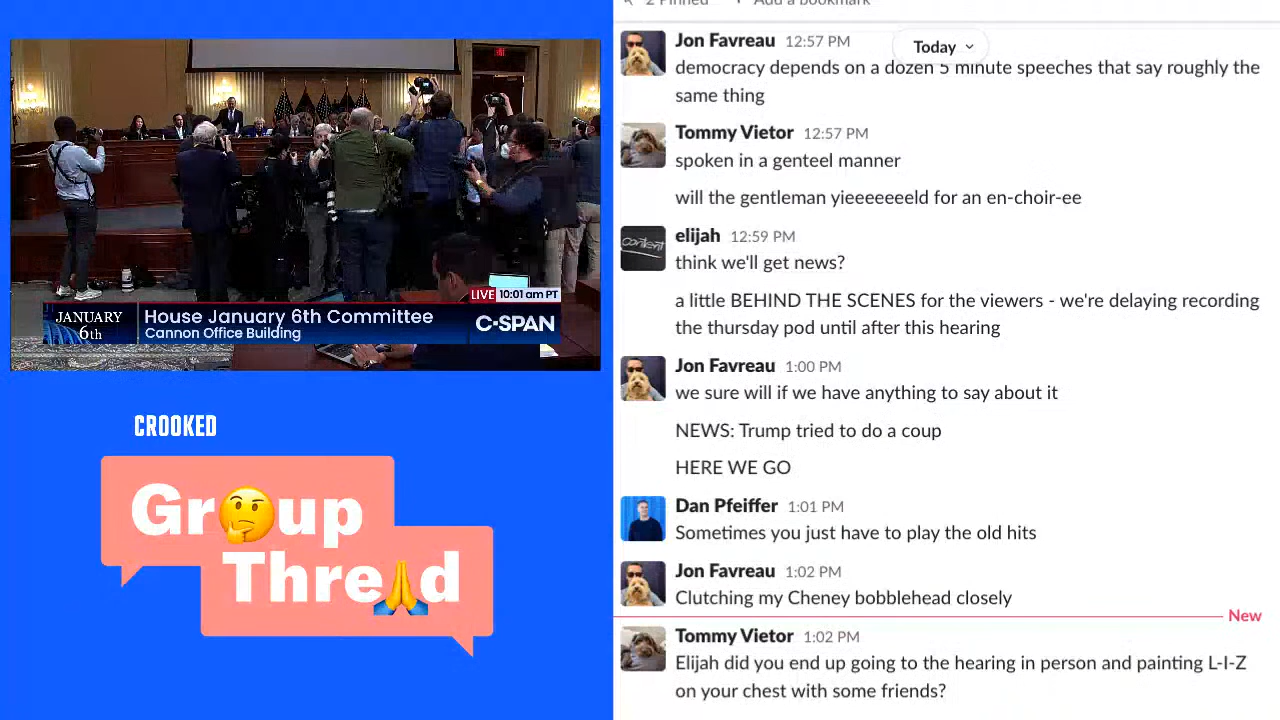 LIVE 10:01 am PT
JANUARY
6th
House January 6th Committee
Cannon Office Building
C-SPAN
CROOKED
Gr🤔up
Thre🙏d
2 Pinned + Add a bookmark
Today
Jon Favreau 12:57 PM
democracy depends on a dozen 5 minute speeches that say roughly the
same thing
Tommy Vietor 12:57 PM
spoken in a genteel manner
will the gentleman yieeeeeeeld for an en-choir-ee
content
elijah 12:59 PM
think we'll get news?
a little BEHIND THE SCENES for the viewers - we're delaying recording
the thursday pod until after this hearing
Jon Favreau 1:00 PM
we sure will if we have anything to say about it
NEWS: Trump tried to do a coup
HERE WE GO
Dan Pfeiffer 1:01 PM
Sometimes you just have to play the old hits
Jon Favreau 1:02 PM
Clutching my Cheney bobblehead closely
New
Tommy Vietor 1:02 PM
Elijah did you end up going to the hearing in person and painting L-I-Z
on your chest with some friends?